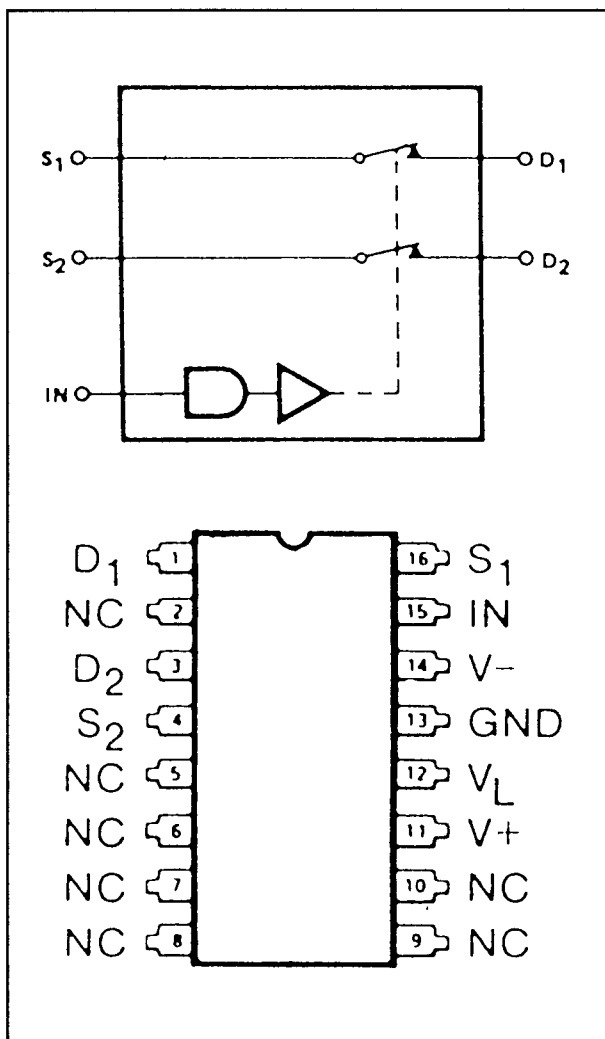 S1 D1
S2 D2
IN
D1 1 16 S1
NC 2 15 IN
D2 3 14 V-
S2 4 13 GND
NC 5 12 VL
NC 6 11 V+
NC 7 10 NC
NC 8 9 NC